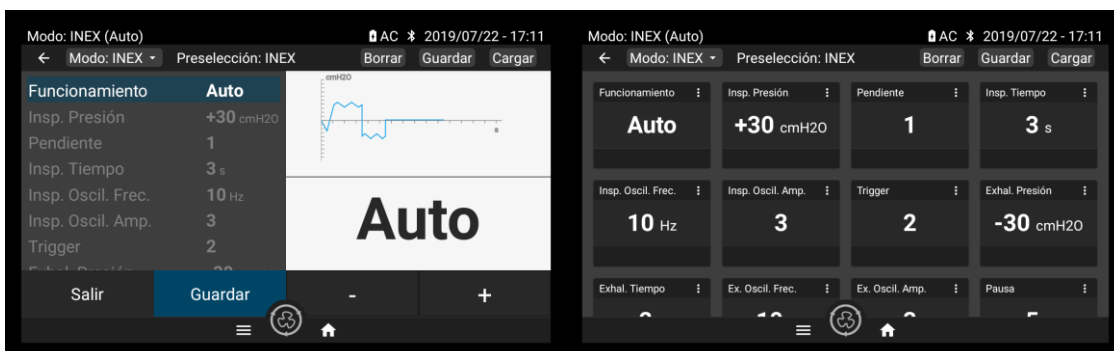 Modo: INEX (Auto) AC 2019/07/22 - 17:11
Modo: INEX Preselección: INEX Borrar Guardar Cargar
Funcionamiento Auto
Insp. Presión +30 cmH2O
Pendiente 1
Insp. Tiempo 3 s
Insp. Oscil. Frec. 10 Hz
Insp. Oscil. Amp. 3
Trigger 2
Exhal. Presión -30
cmH2O
s
Auto
Salir Guardar - +
Modo: INEX (Auto) AC 2019/07/22 - 17:11
Modo: INEX Preselección: INEX Borrar Guardar Cargar
Funcionamiento Insp. Presión Pendiente Insp. Tiempo
Auto +30 cmH2O 1 3 s
Insp. Oscil. Frec. Insp. Oscil. Amp. Trigger Exhal. Presión
10 Hz 3 2 -30 cmH2O
Exhal. Tiempo Ex. Oscil. Frec. Ex. Oscil. Amp. Pausa